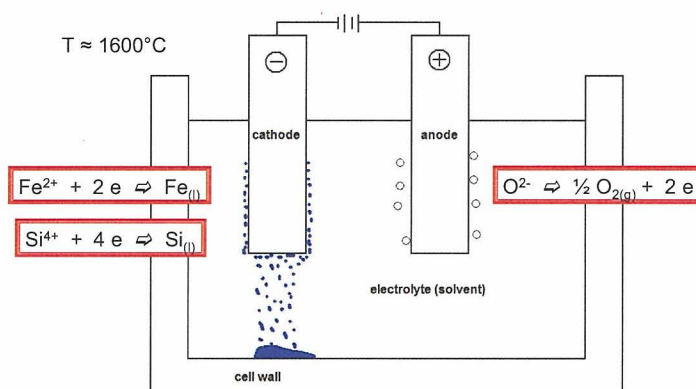 T ≈ 1600°C
⊖
⊕
cathode
anode
Fe²⁺ + 2 e ⇨ Fe₍ₗ₎
O²⁻ ⇨ ½ O₂₍g₎ + 2 e
Si⁴⁺ + 4 e ⇨ Si₍ₗ₎
electrolyte (solvent)
cell wall